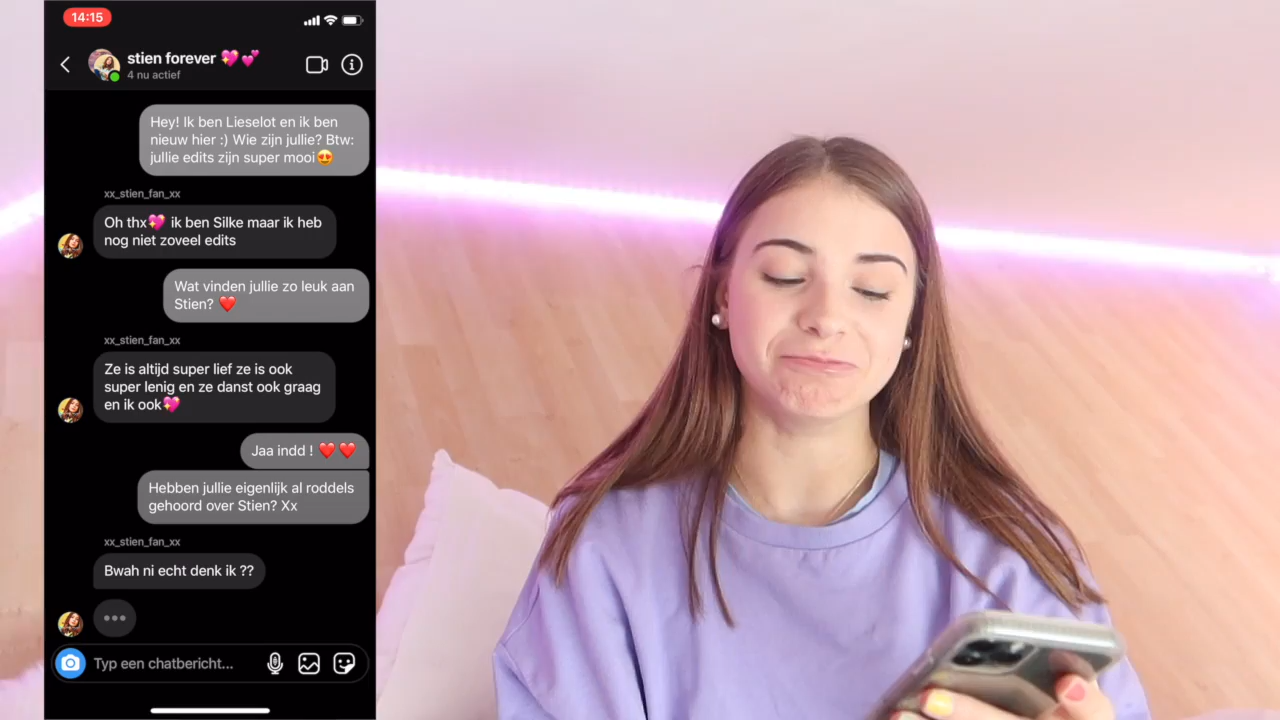 14:15
stien forever 💖💕
4 nu actief
Hey! Ik ben Lieselot en ik ben
nieuw hier :) Wie zijn jullie? Btw:
jullie edits zijn super mooi😍
xx_stien_fan_xx
Oh thx💖 ik ben Silke maar ik heb
nog niet zoveel edits
Wat vinden jullie zo leuk aan
Stien? ❤️
xx_stien_fan_xx
Ze is altijd super lief ze is ook
super lenig en ze danst ook graag
en ik ook💖
Jaa indd ! ❤️❤️
Hebben jullie eigenlijk al roddels
gehoord over Stien? Xx
xx_stien_fan_xx
Bwah ni echt denk ik ??
Typ een chatbericht...